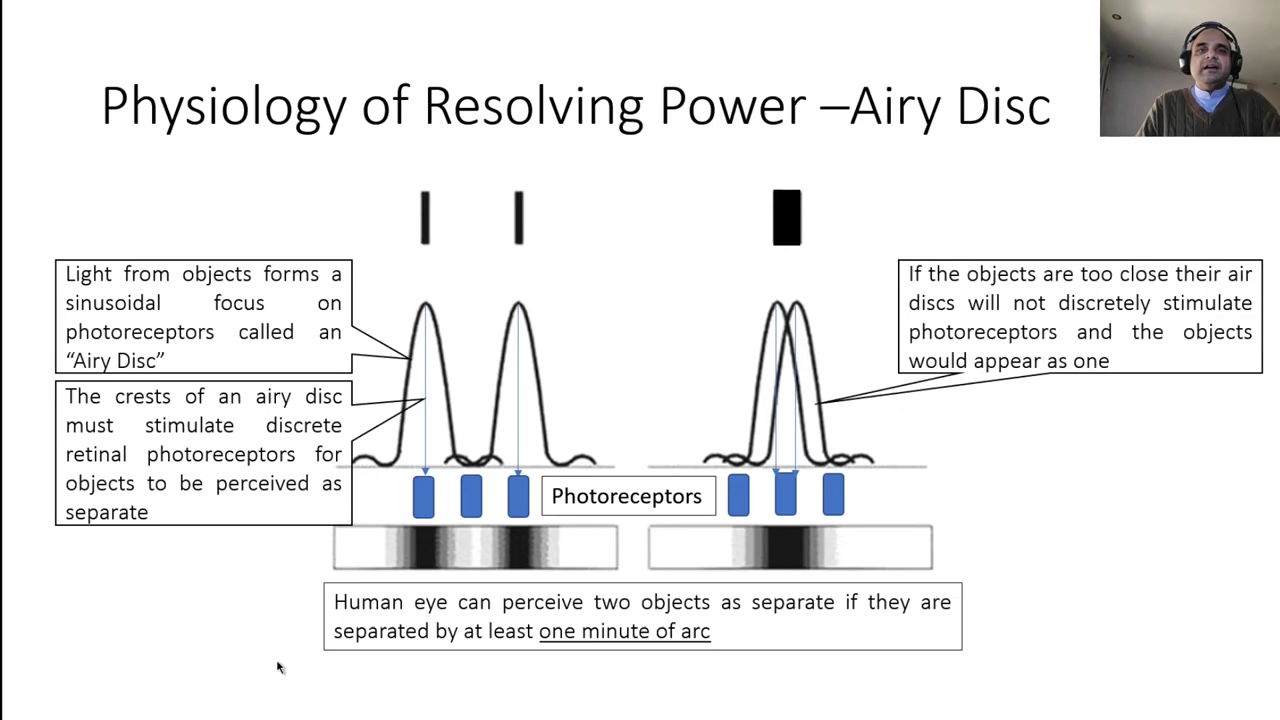 Physiology of Resolving Power –Airy Disc
Light from objects forms a
sinusoidal focus on
photoreceptors called an
“Airy Disc”
The crests of an airy disc
must stimulate discrete
retinal photoreceptors for
objects to be perceived as
separate
If the objects are too close their air
discs will not discretely stimulate
photoreceptors and the objects
would appear as one
Photoreceptors
Human eye can perceive two objects as separate if they are
separated by at least one minute of arc